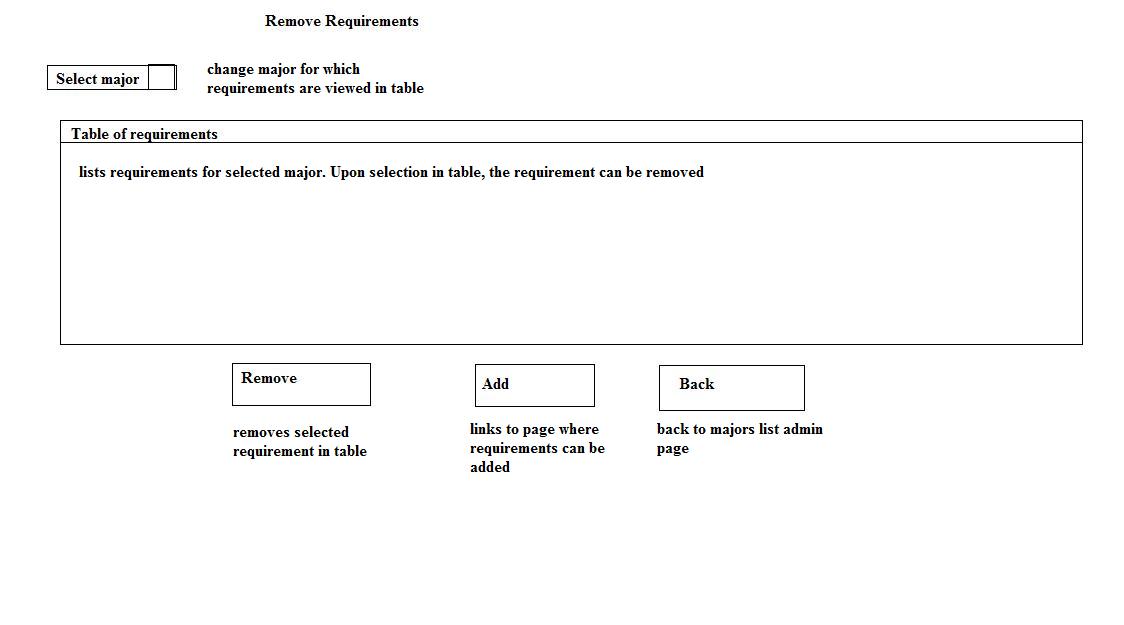 Remove Requirements
Select major
change major for which
requirements are viewed in table
Table of requirements
lists requirements for selected major. Upon selection in table, the requirement can be removed
Remove
Add
Back
removes selected
requirement in table
links to page where
requirements can be
added
back to majors list admin
page